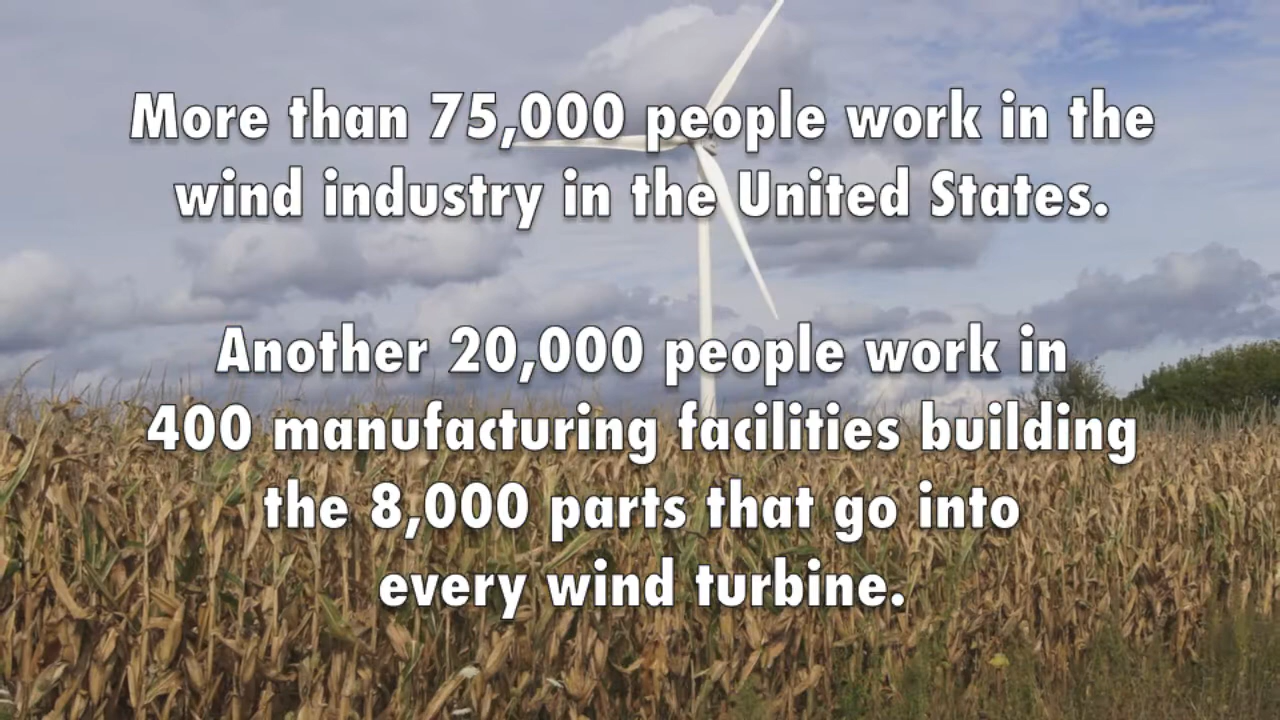 More than 75,000 people work in the
wind industry in the United States.
Another 20,000 people work in
400 manufacturing facilities building
the 8,000 parts that go into
every wind turbine.